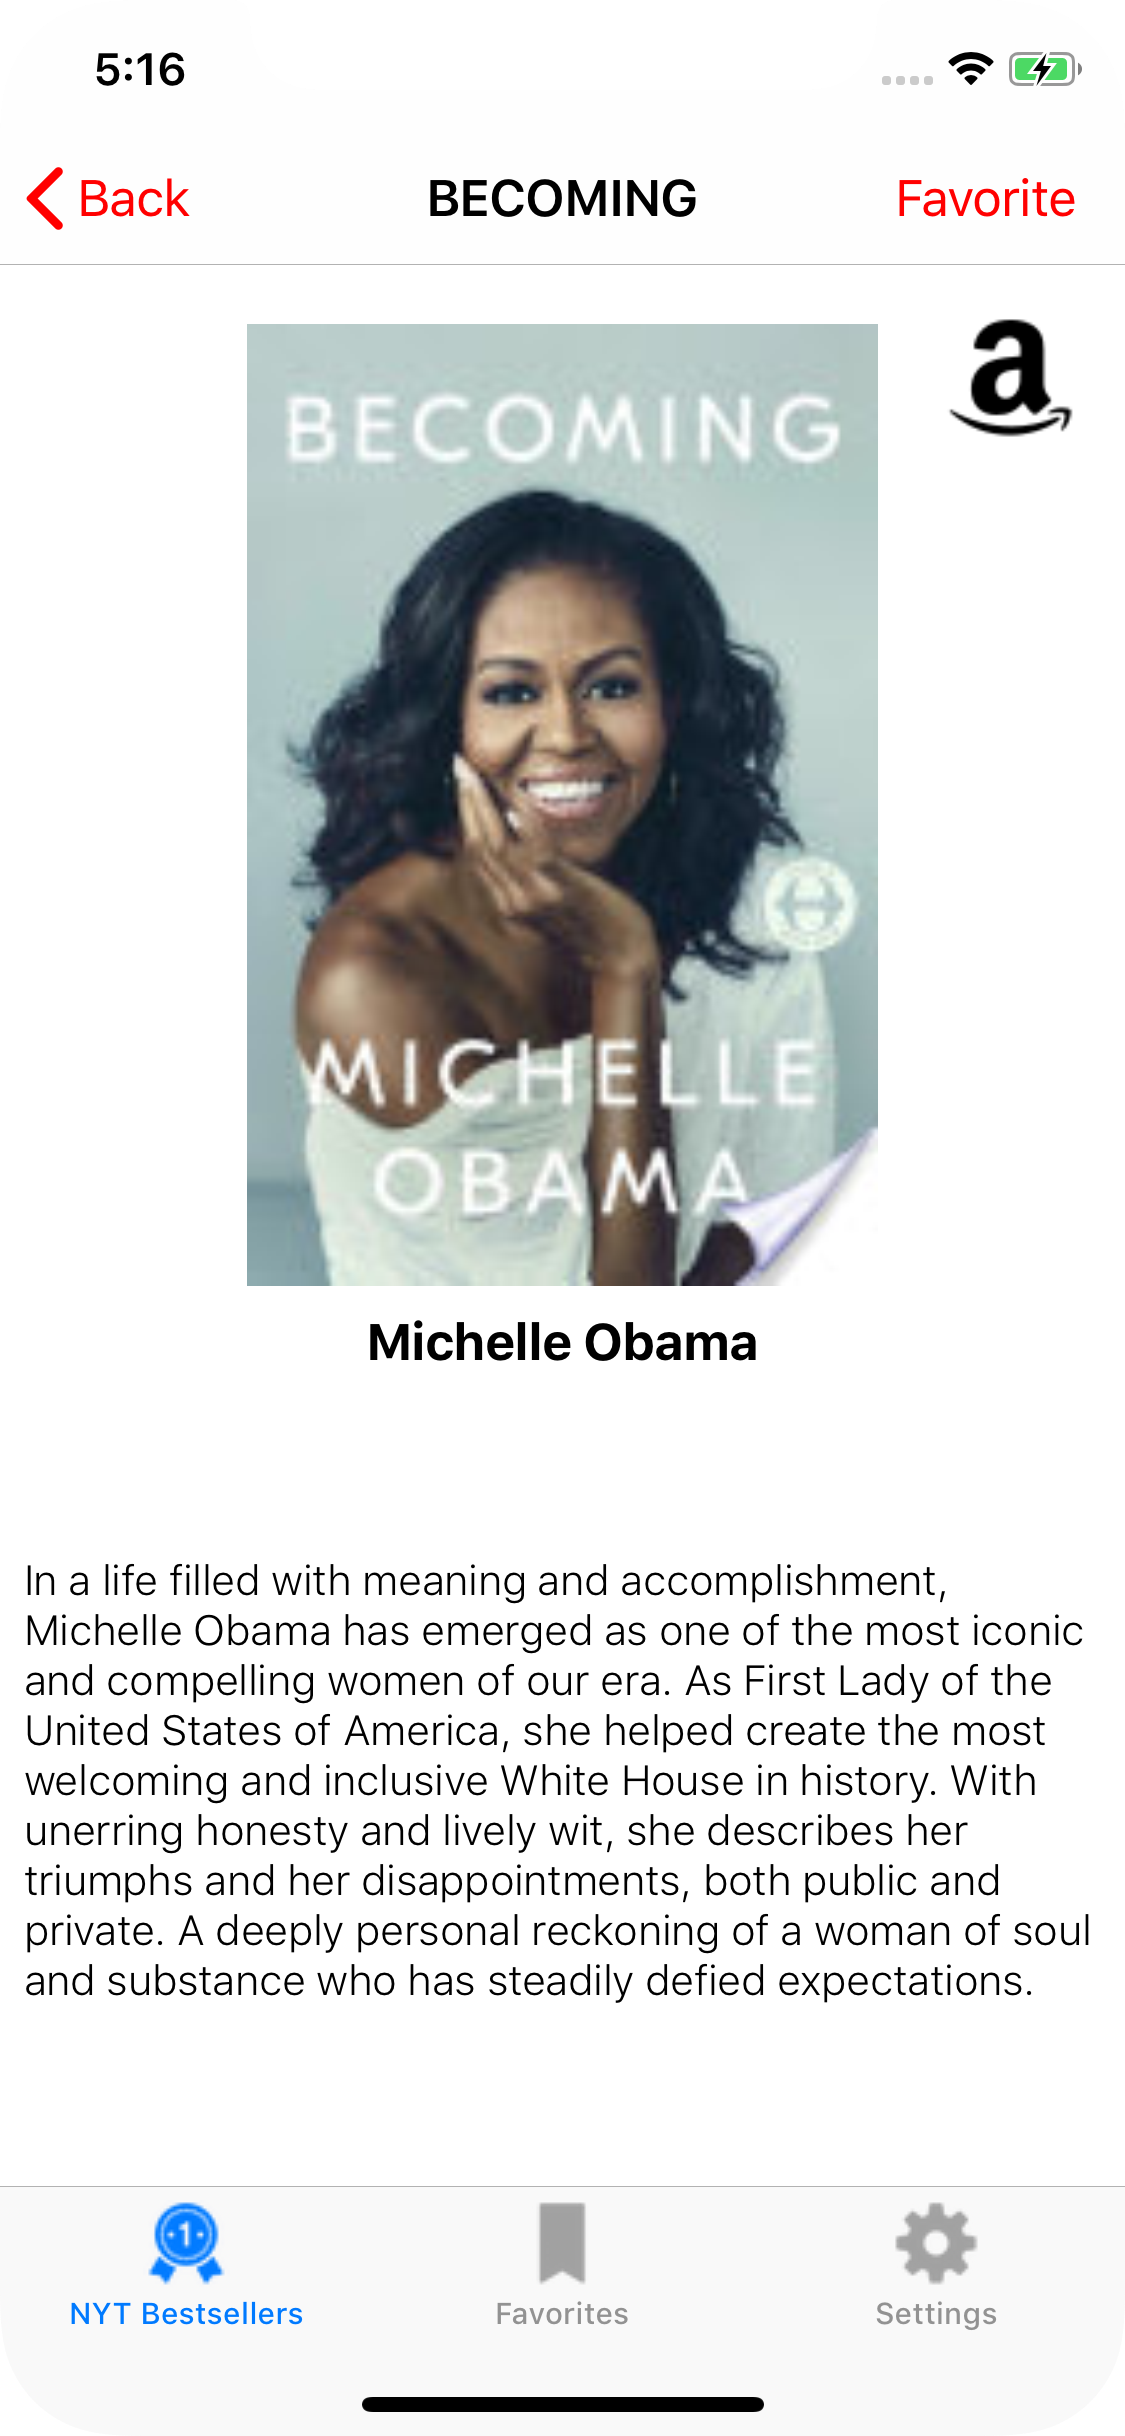 5:16
Back
BECOMING
Favorite
a
BECOMING
MICHELLE
OBAMA
Michelle Obama
In a life filled with meaning and accomplishment,
Michelle Obama has emerged as one of the most iconic
and compelling women of our era. As First Lady of the
United States of America, she helped create the most
welcoming and inclusive White House in history. With
unerring honesty and lively wit, she describes her
triumphs and her disappointments, both public and
private. A deeply personal reckoning of a woman of soul
and substance who has steadily defied expectations.
1
NYT Bestsellers
Favorites
Settings